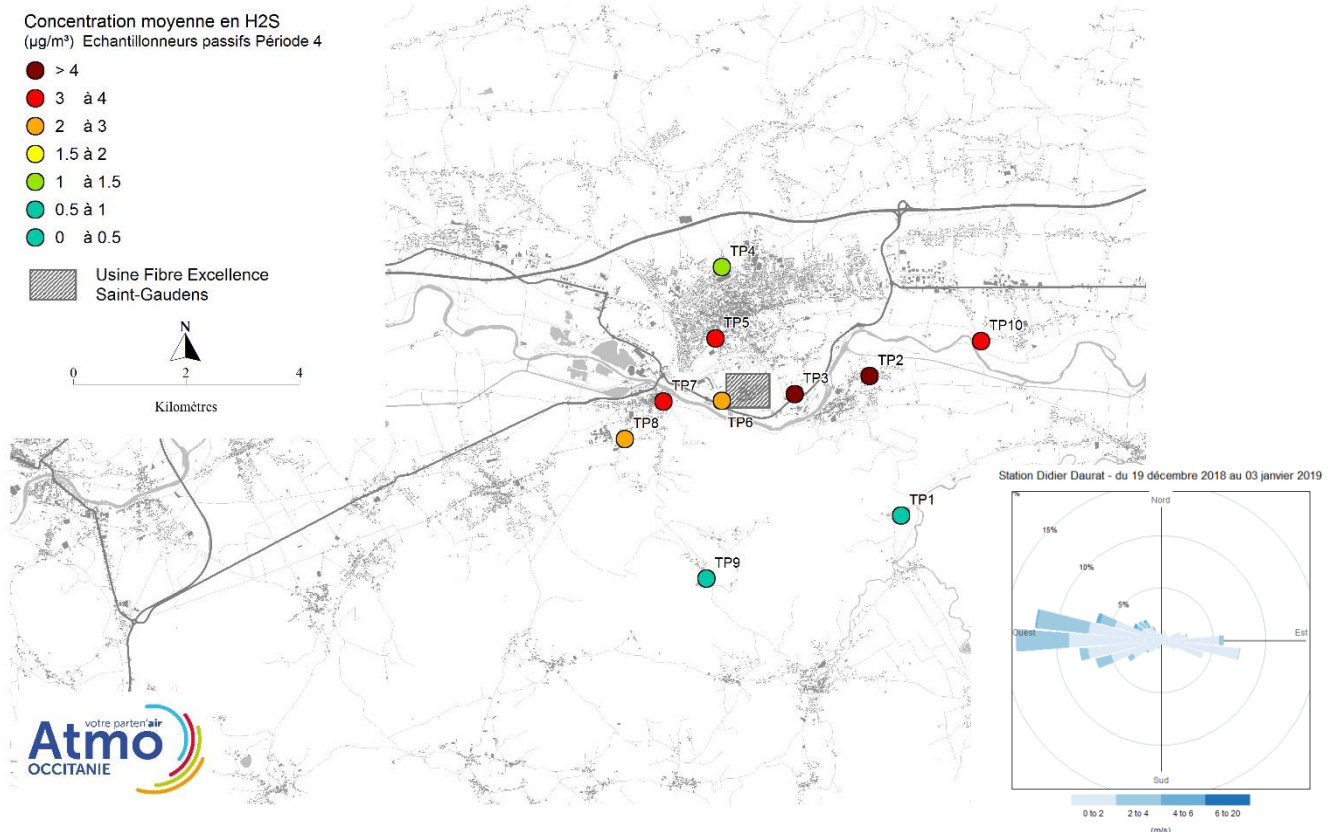 Concentration moyenne en H2S
(µg/m³) Echantillonneurs passifs Période 4
> 4
3 à 4
2 à 3
1.5 à 2
1 à 1.5
0.5 à 1
0 à 0.5
Usine Fibre Excellence
Saint-Gaudens
N
0 2 4
Kilomètres
TP4
TP5
TP10
TP2
TP7
TP3
TP6
TP8
TP1
TP9
Station Didier Daurat - du 19 décembre 2018 au 03 janvier 2019
%
Nord
15%
10%
5%
Ouest
Est
Sud
0 to 2 2 to 4 4 to 6 6 to 20
(m/s)
votre parten'air
Atmo
OCCITANIE